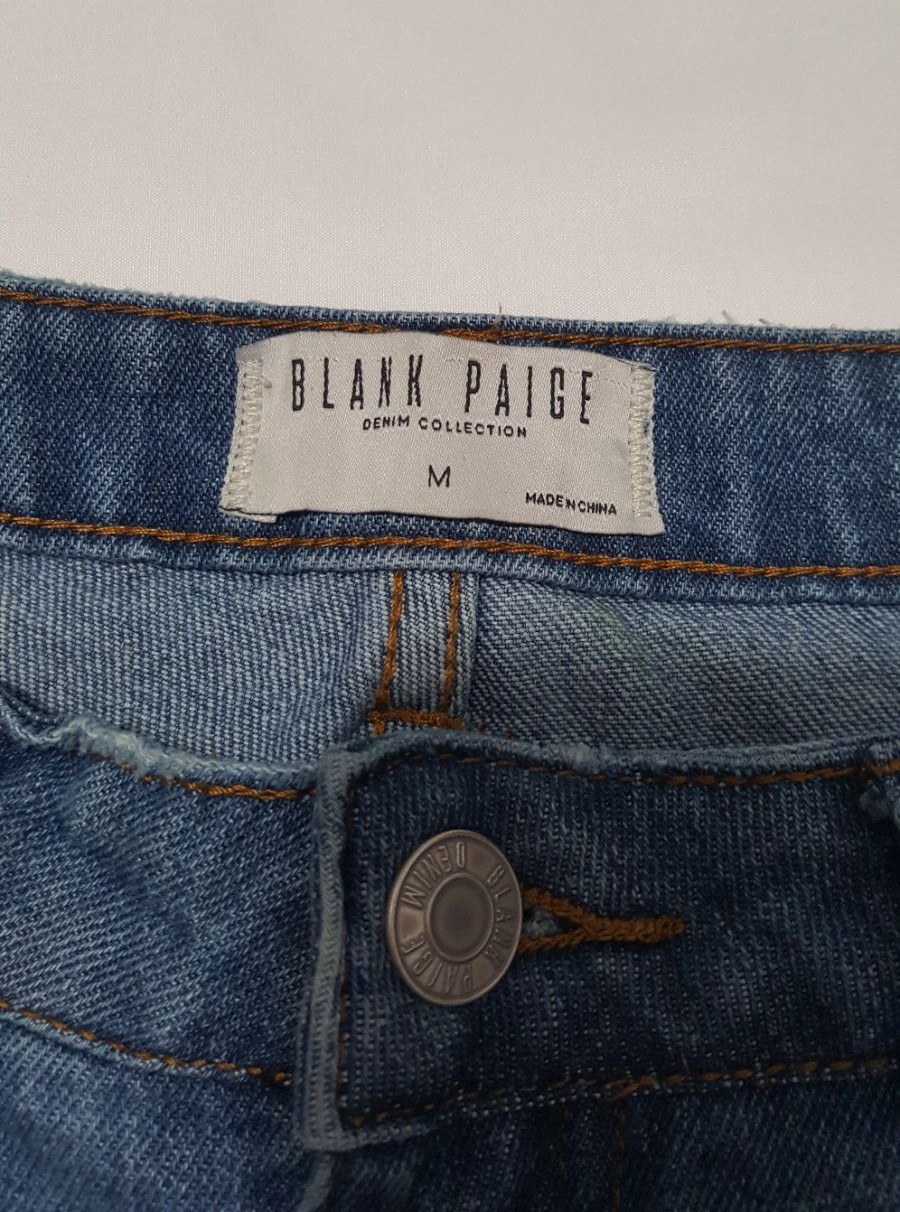 BLANK PAIGE
DENIM COLLECTION
M
MADE IN CHINA
BLANK PAIGE DENIM